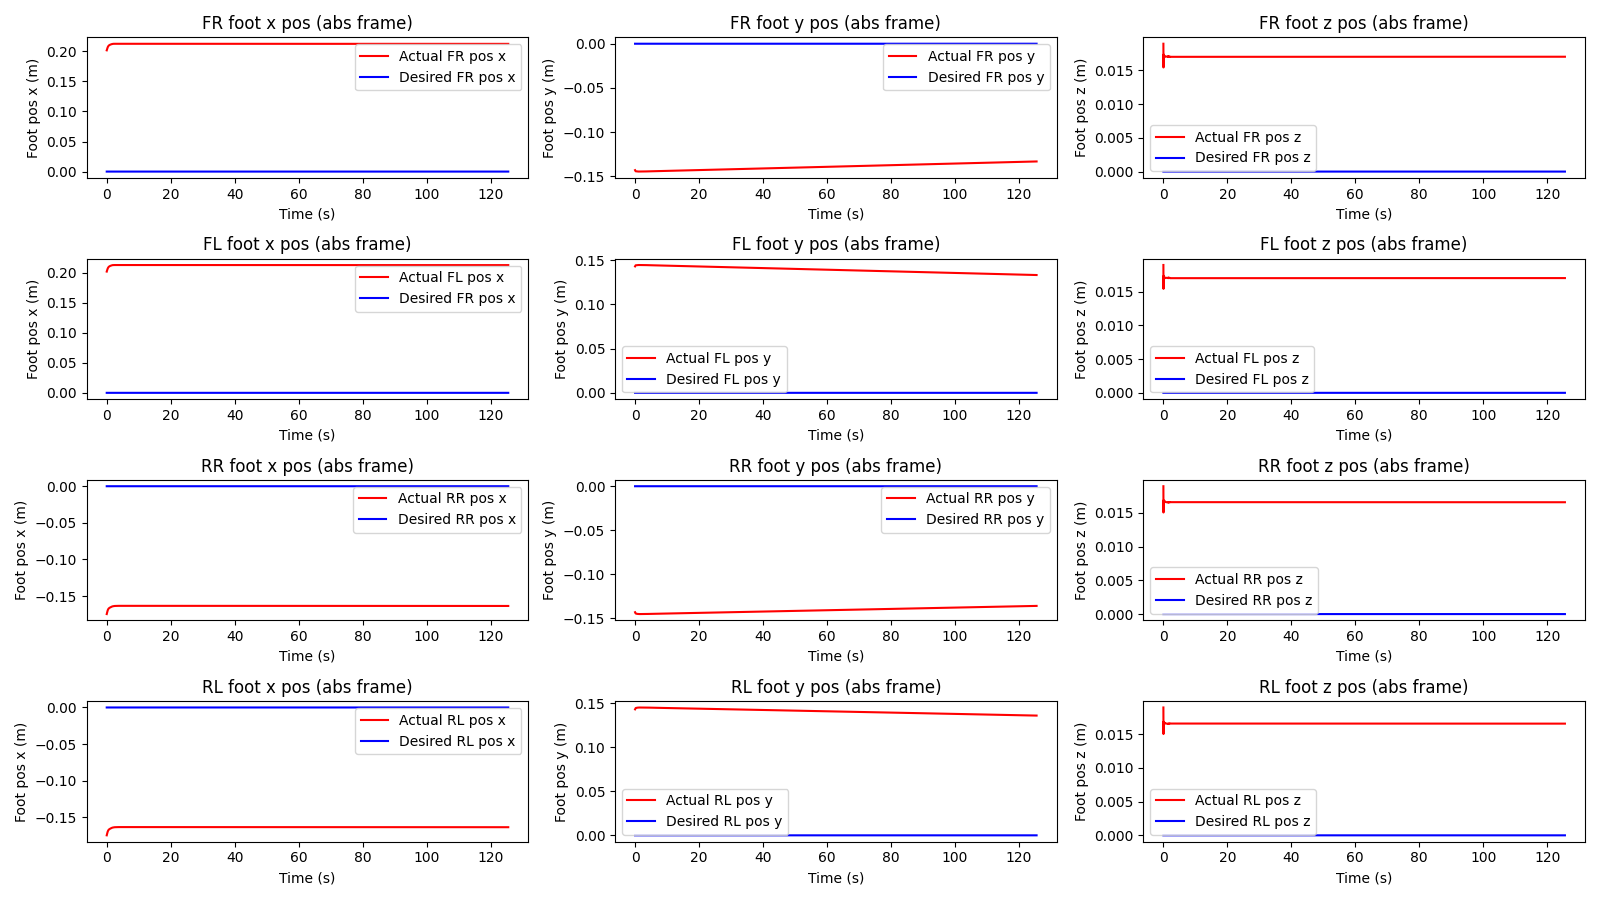 FR foot x pos (abs frame)
Foot pos x (m)
0.20
0.15
0.10
0.05
0.00
Actual FR pos x
Desired FR pos x
0 20 40 60 80 100 120
Time (s)
FR foot y pos (abs frame)
Foot pos y (m)
0.00
−0.05
−0.10
−0.15
Actual FR pos y
Desired FR pos y
0 20 40 60 80 100 120
Time (s)
FR foot z pos (abs frame)
Foot pos z (m)
0.015
0.010
0.005
0.000
Actual FR pos z
Desired FR pos z
0 20 40 60 80 100 120
Time (s)
FL foot x pos (abs frame)
Foot pos x (m)
0.20
0.15
0.10
0.05
0.00
Actual FL pos x
Desired FR pos x
0 20 40 60 80 100 120
Time (s)
FL foot y pos (abs frame)
Foot pos y (m)
0.15
0.10
0.05
0.00
Actual FL pos y
Desired FL pos y
0 20 40 60 80 100 120
Time (s)
FL foot z pos (abs frame)
Foot pos z (m)
0.015
0.010
0.005
0.000
Actual FL pos z
Desired FL pos z
0 20 40 60 80 100 120
Time (s)
RR foot x pos (abs frame)
Foot pos x (m)
0.00
−0.05
−0.10
−0.15
Actual RR pos x
Desired RR pos x
0 20 40 60 80 100 120
Time (s)
RR foot y pos (abs frame)
Foot pos y (m)
0.00
−0.05
−0.10
−0.15
Actual RR pos y
Desired RR pos y
0 20 40 60 80 100 120
Time (s)
RR foot z pos (abs frame)
Foot pos z (m)
0.015
0.010
0.005
0.000
Actual RR pos z
Desired RR pos z
0 20 40 60 80 100 120
Time (s)
RL foot x pos (abs frame)
Foot pos x (m)
0.00
−0.05
−0.10
−0.15
Actual RL pos x
Desired RL pos x
0 20 40 60 80 100 120
Time (s)
RL foot y pos (abs frame)
Foot pos y (m)
0.15
0.10
0.05
0.00
Actual RL pos y
Desired RL pos y
0 20 40 60 80 100 120
Time (s)
RL foot z pos (abs frame)
Foot pos z (m)
0.015
0.010
0.005
0.000
Actual RL pos z
Desired RL pos z
0 20 40 60 80 100 120
Time (s)